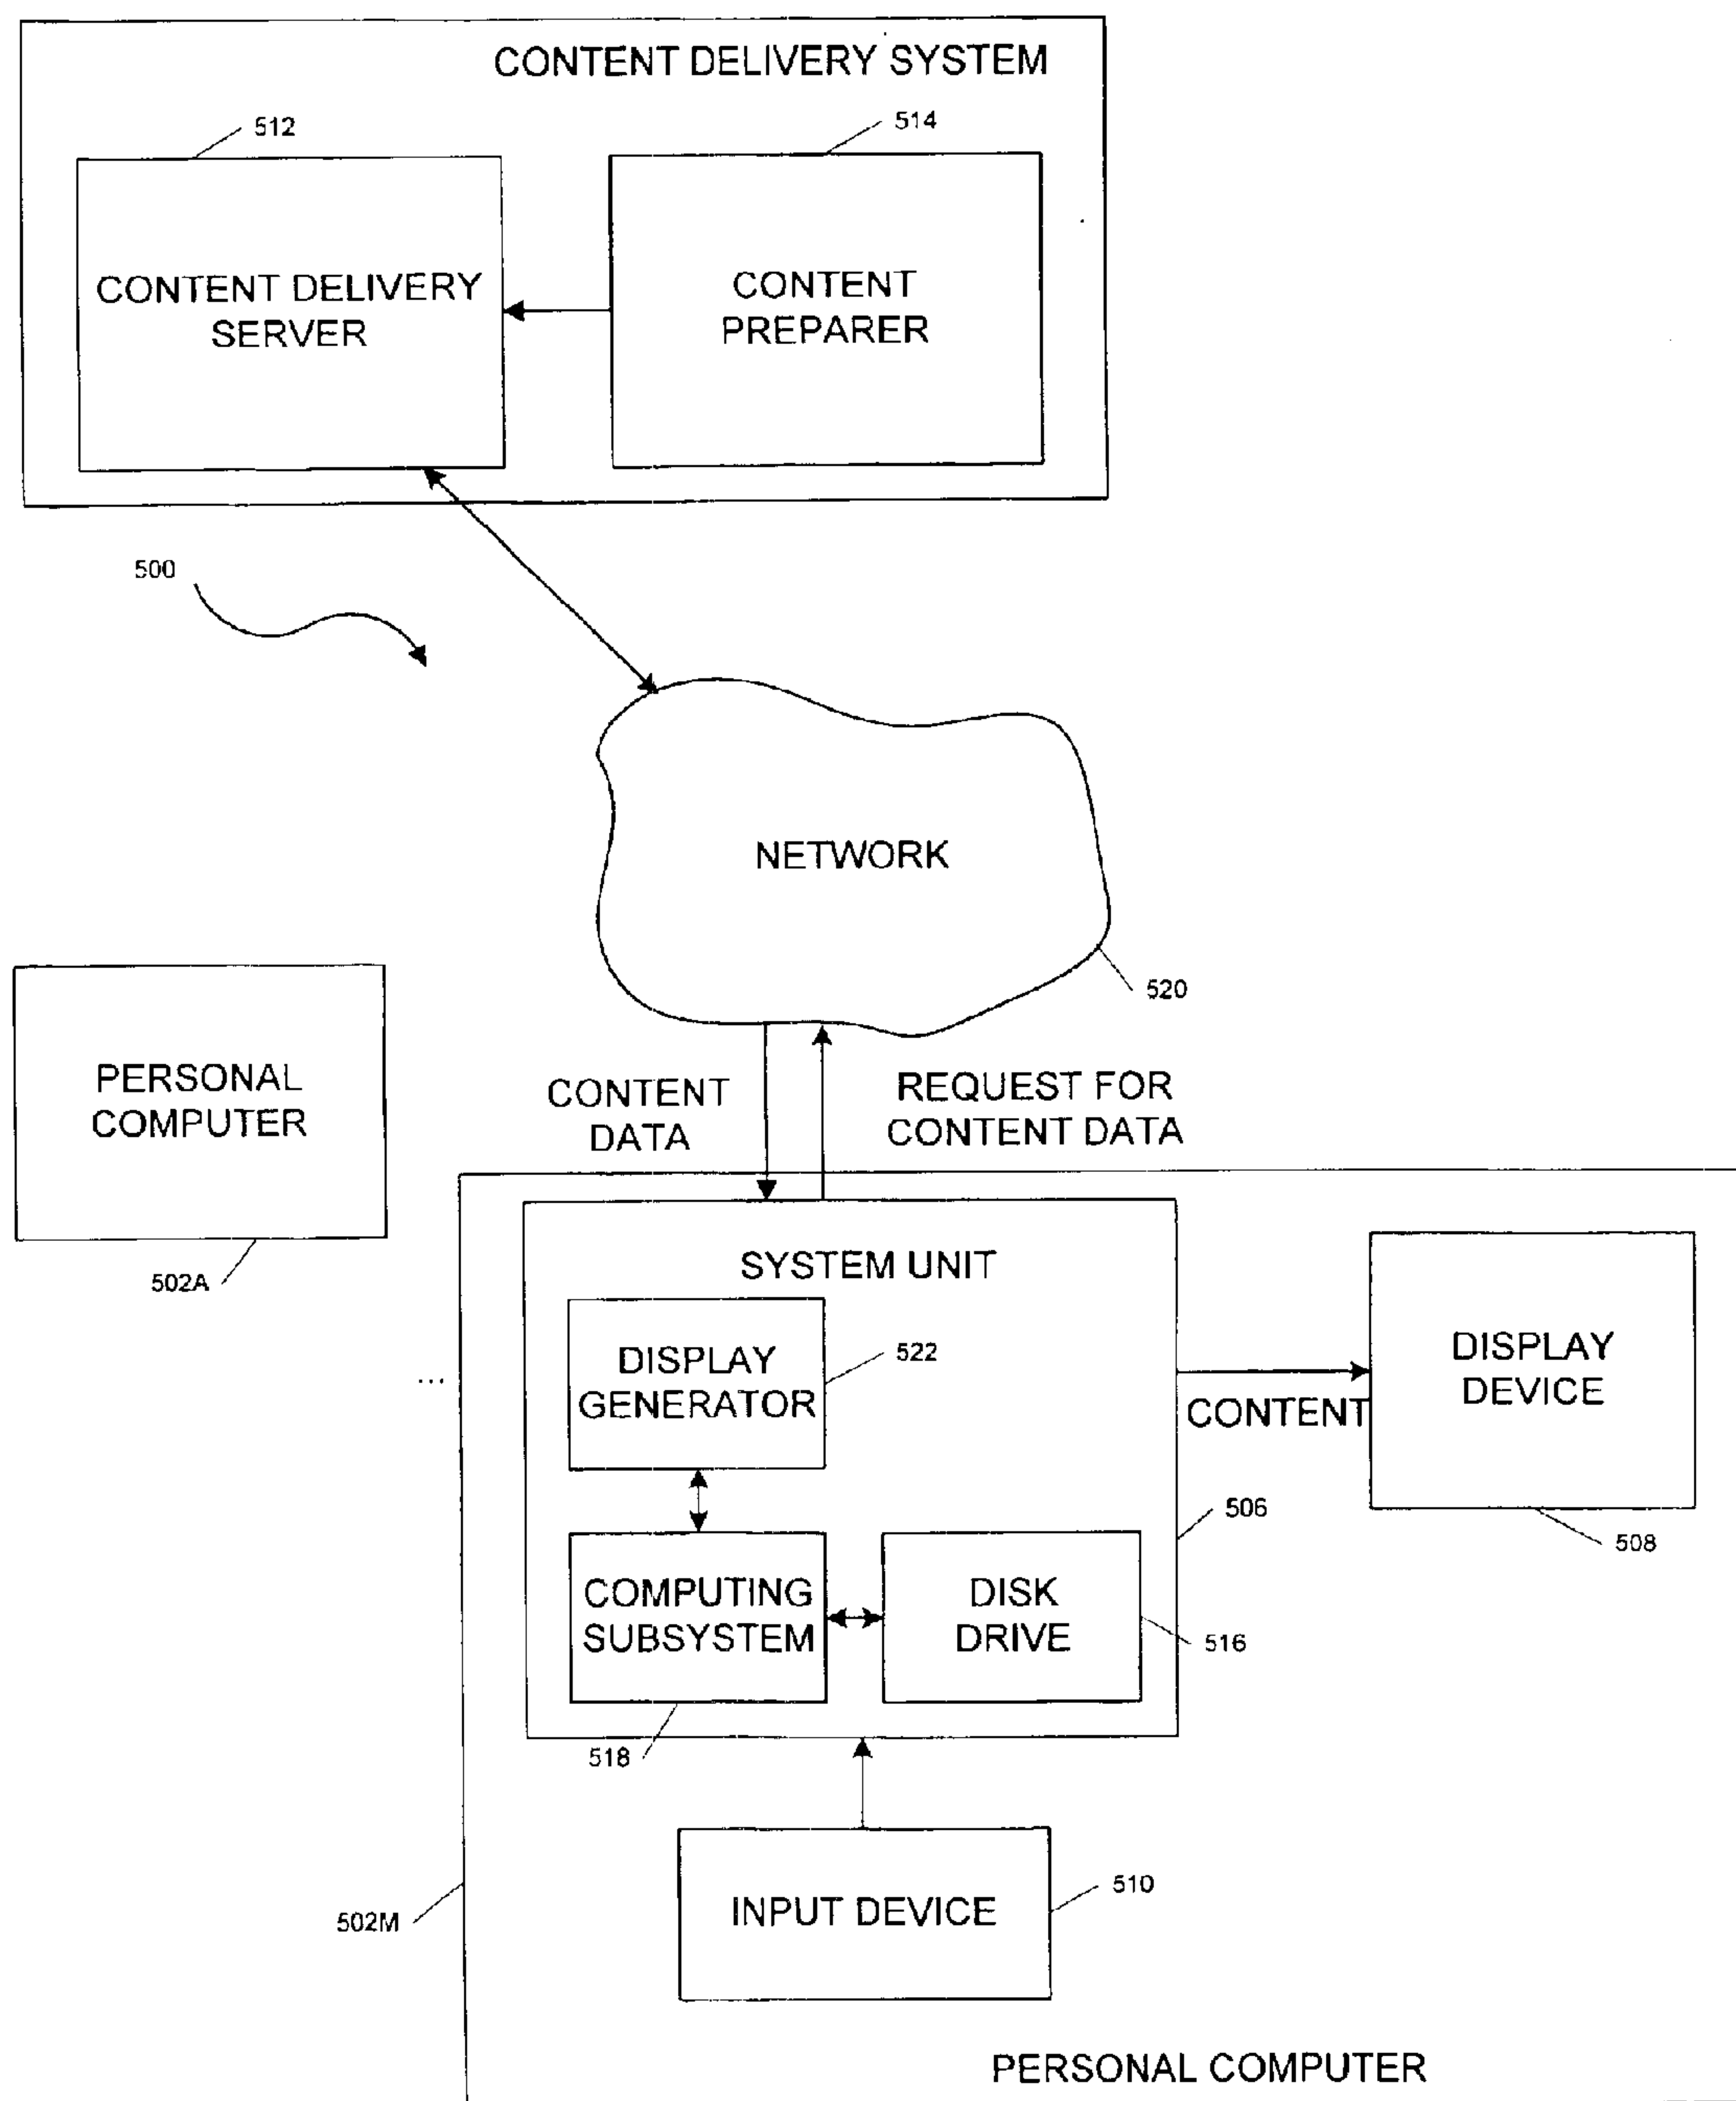 CONTENT DELIVERY SYSTEM
512
514
CONTENT DELIVERY
SERVER
CONTENT
PREPARER
500
NETWORK
520
PERSONAL
COMPUTER
502A
CONTENT
DATA
REQUEST FOR
CONTENT DATA
SYSTEM UNIT
DISPLAY
GENERATOR
522
...
DISPLAY
DEVICE
CONTENT
506
508
COMPUTING
SUBSYSTEM
DISK
DRIVE
516
518
INPUT DEVICE
510
502M
PERSONAL COMPUTER